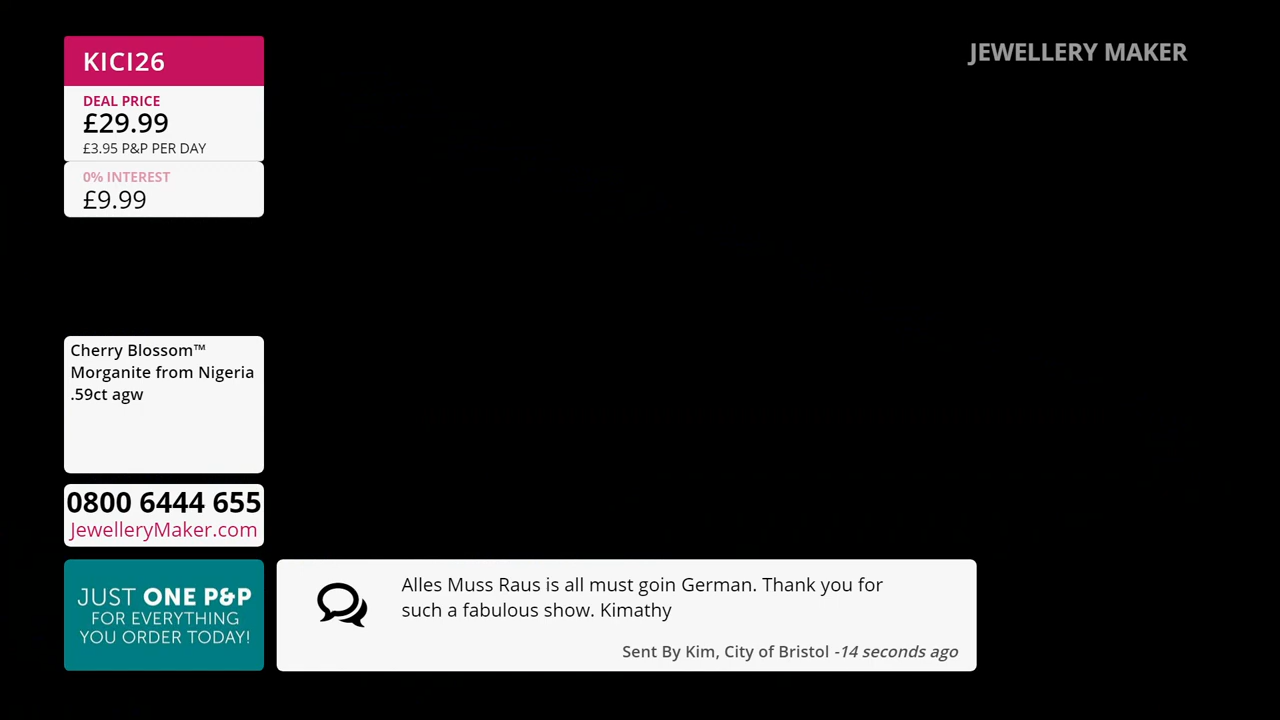 KICI26
DEAL PRICE
£29.99
£3.95 P&P PER DAY
0% INTEREST
£9.99
JEWELLERY MAKER
Cherry Blossom™
Morganite from Nigeria
.59ct agw
0800 6444 655
JewelleryMaker.com
JUST ONE P&P
FOR EVERYTHING
YOU ORDER TODAY!
Alles Muss Raus is all must goin German. Thank you for
such a fabulous show. Kimathy
Sent By Kim, City of Bristol -14 seconds ago